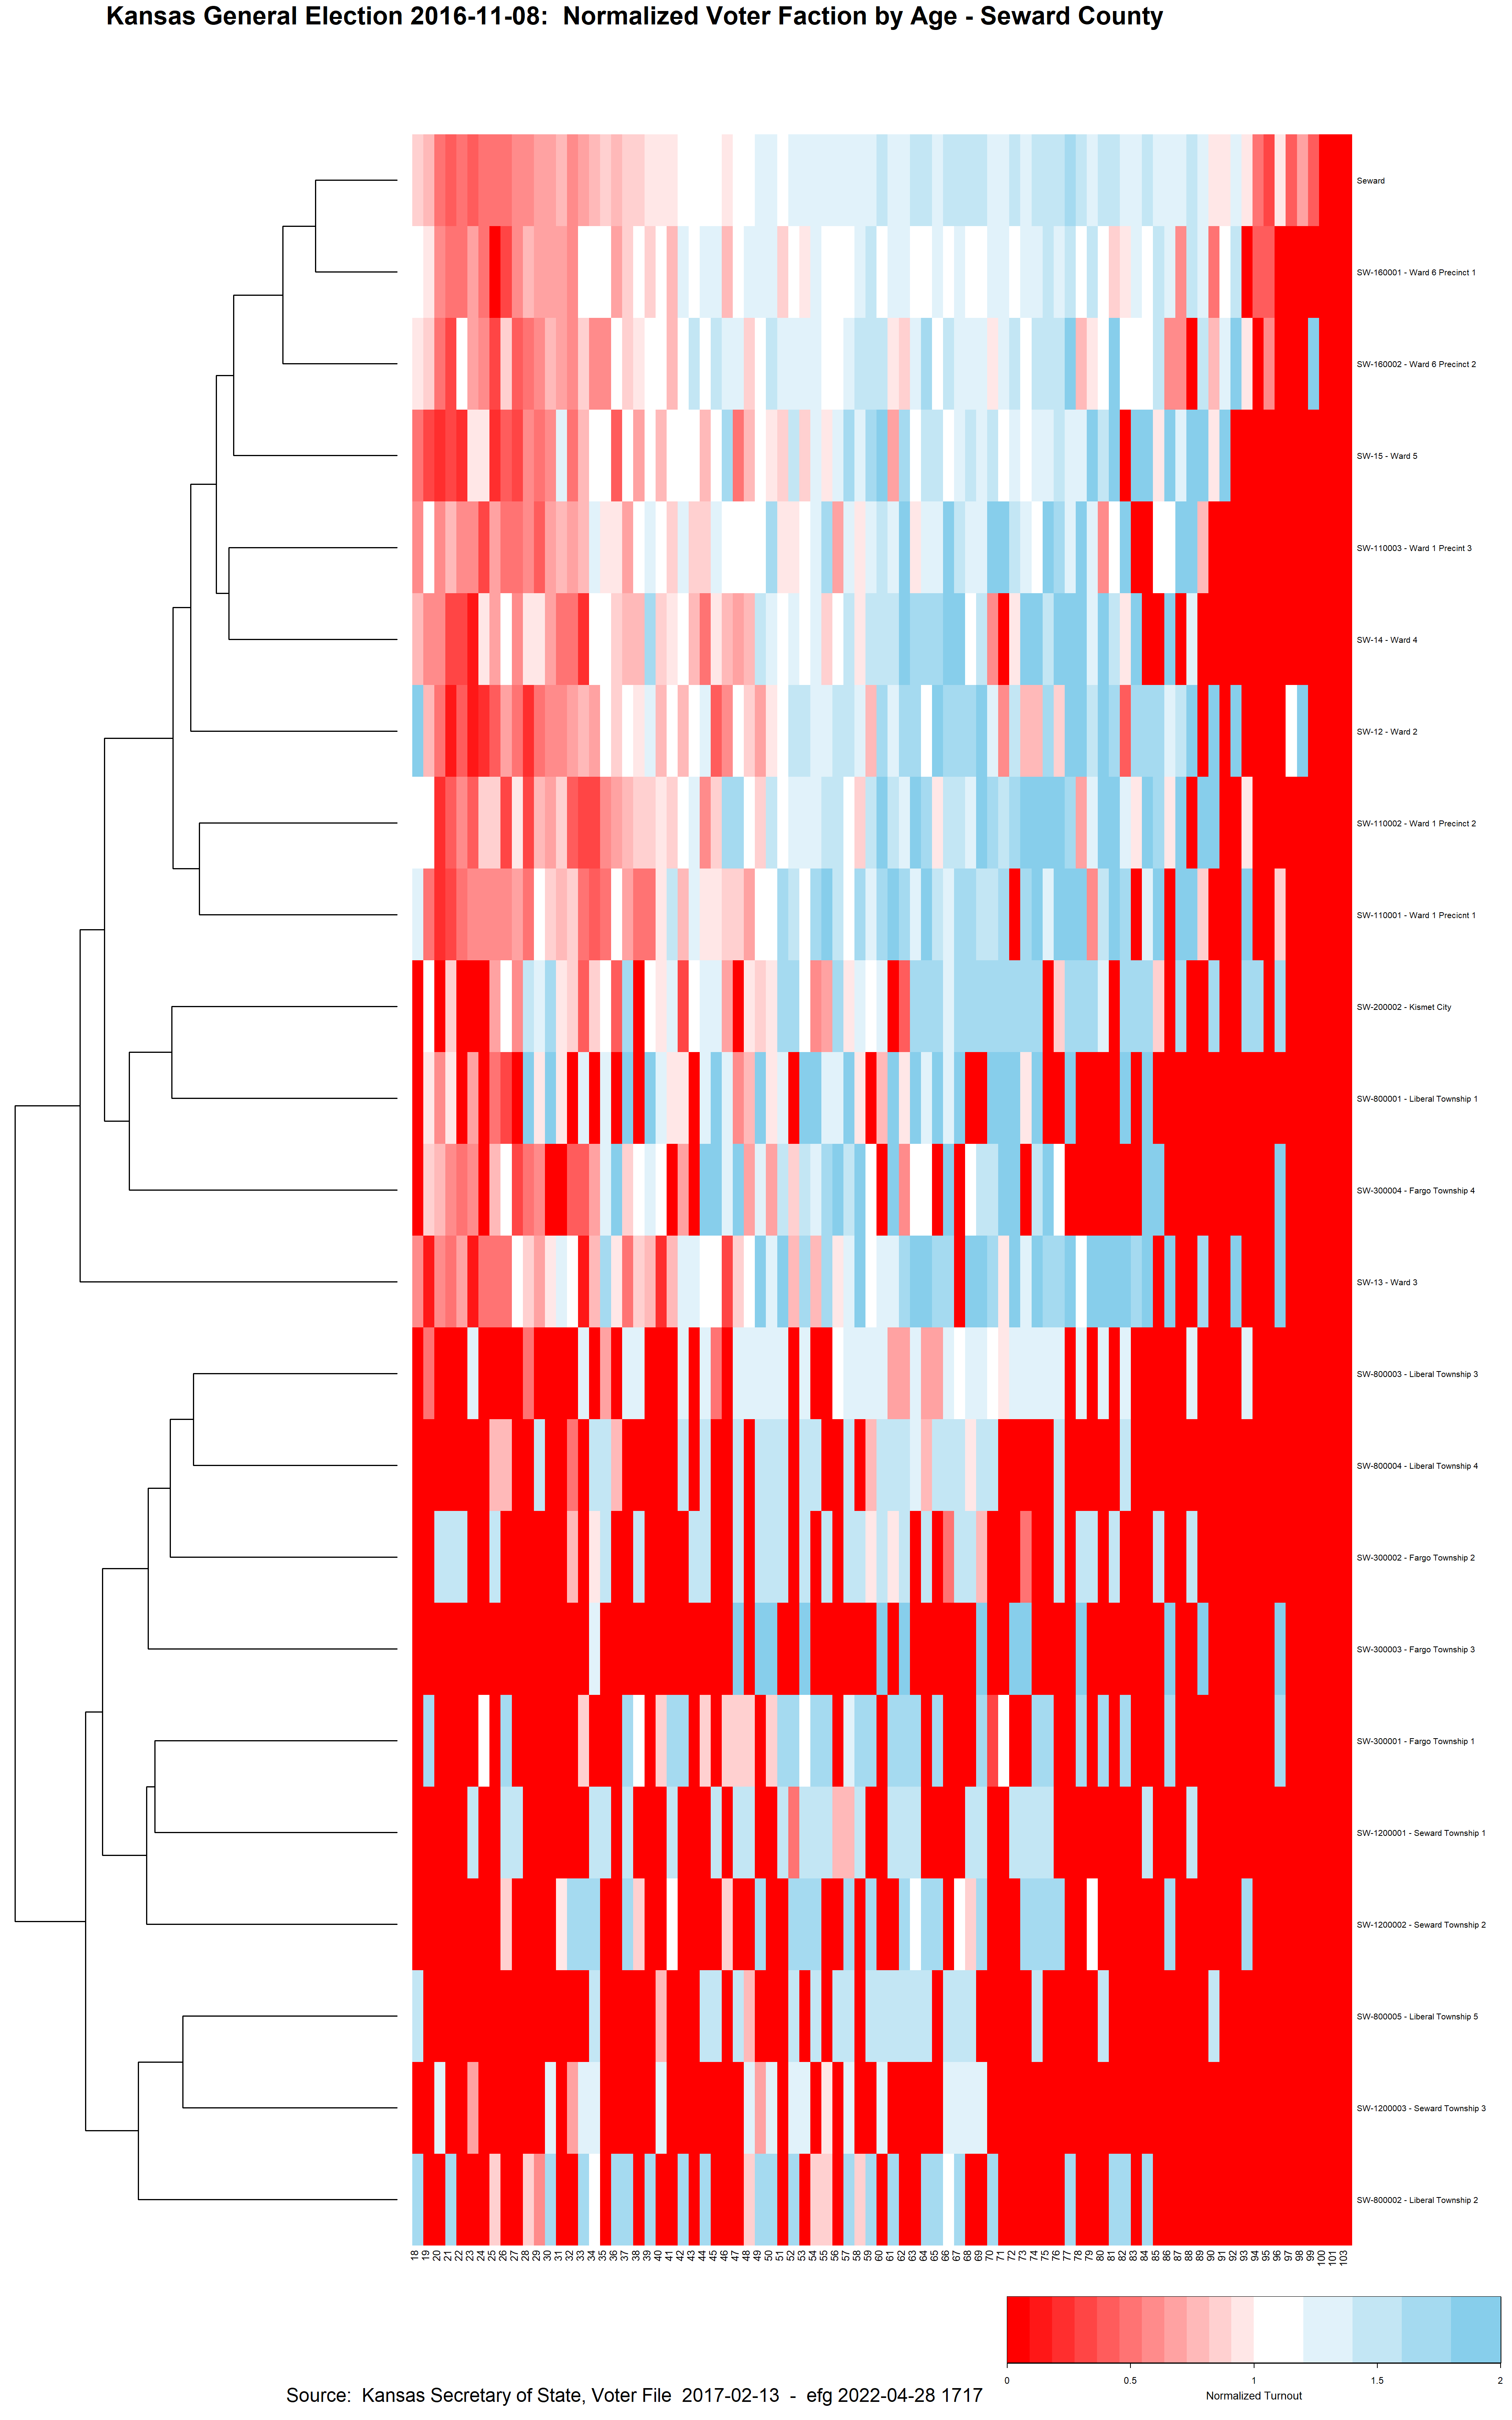 Kansas General Election 2016-11-08:  Normalized Voter Faction by Age - Seward County
Seward
SW-160001 - Ward 6 Precinct 1
SW-160002 - Ward 6 Precinct 2
SW-15 - Ward 5
SW-110003 - Ward 1 Precint 3
SW-14 - Ward 4
SW-12 - Ward 2
SW-110002 - Ward 1 Precinct 2
SW-110001 - Ward 1 Precicnt 1
SW-200002 - Kismet City
SW-800001 - Liberal Township 1
SW-300004 - Fargo Township 4
SW-13 - Ward 3
SW-800003 - Liberal Township 3
SW-800004 - Liberal Township 4
SW-300002 - Fargo Township 2
SW-300003 - Fargo Township 3
SW-300001 - Fargo Township 1
SW-1200001 - Seward Township 1
SW-1200002 - Seward Township 2
SW-800005 - Liberal Township 5
SW-1200003 - Seward Township 3
SW-800002 - Liberal Township 2
18 19 20 21 22 23 24 25 26 27 28 29 30 31 32 33 34 35 36 37 38 39 40 41 42 43 44 45 46 47 48 49 50 51 52 53 54 55 56 57 58 59 60 61 62 63 64 65 66 67 68 69 70 71 72 73 74 75 76 77 78 79 80 81 82 83 84 85 86 87 88 89 90 91 92 93 94 95 96 97 98 99 100 101 103
0 0.5 1 1.5 2
Normalized Turnout
Source:  Kansas Secretary of State, Voter File  2017-02-13  -  efg 2022-04-28 1717